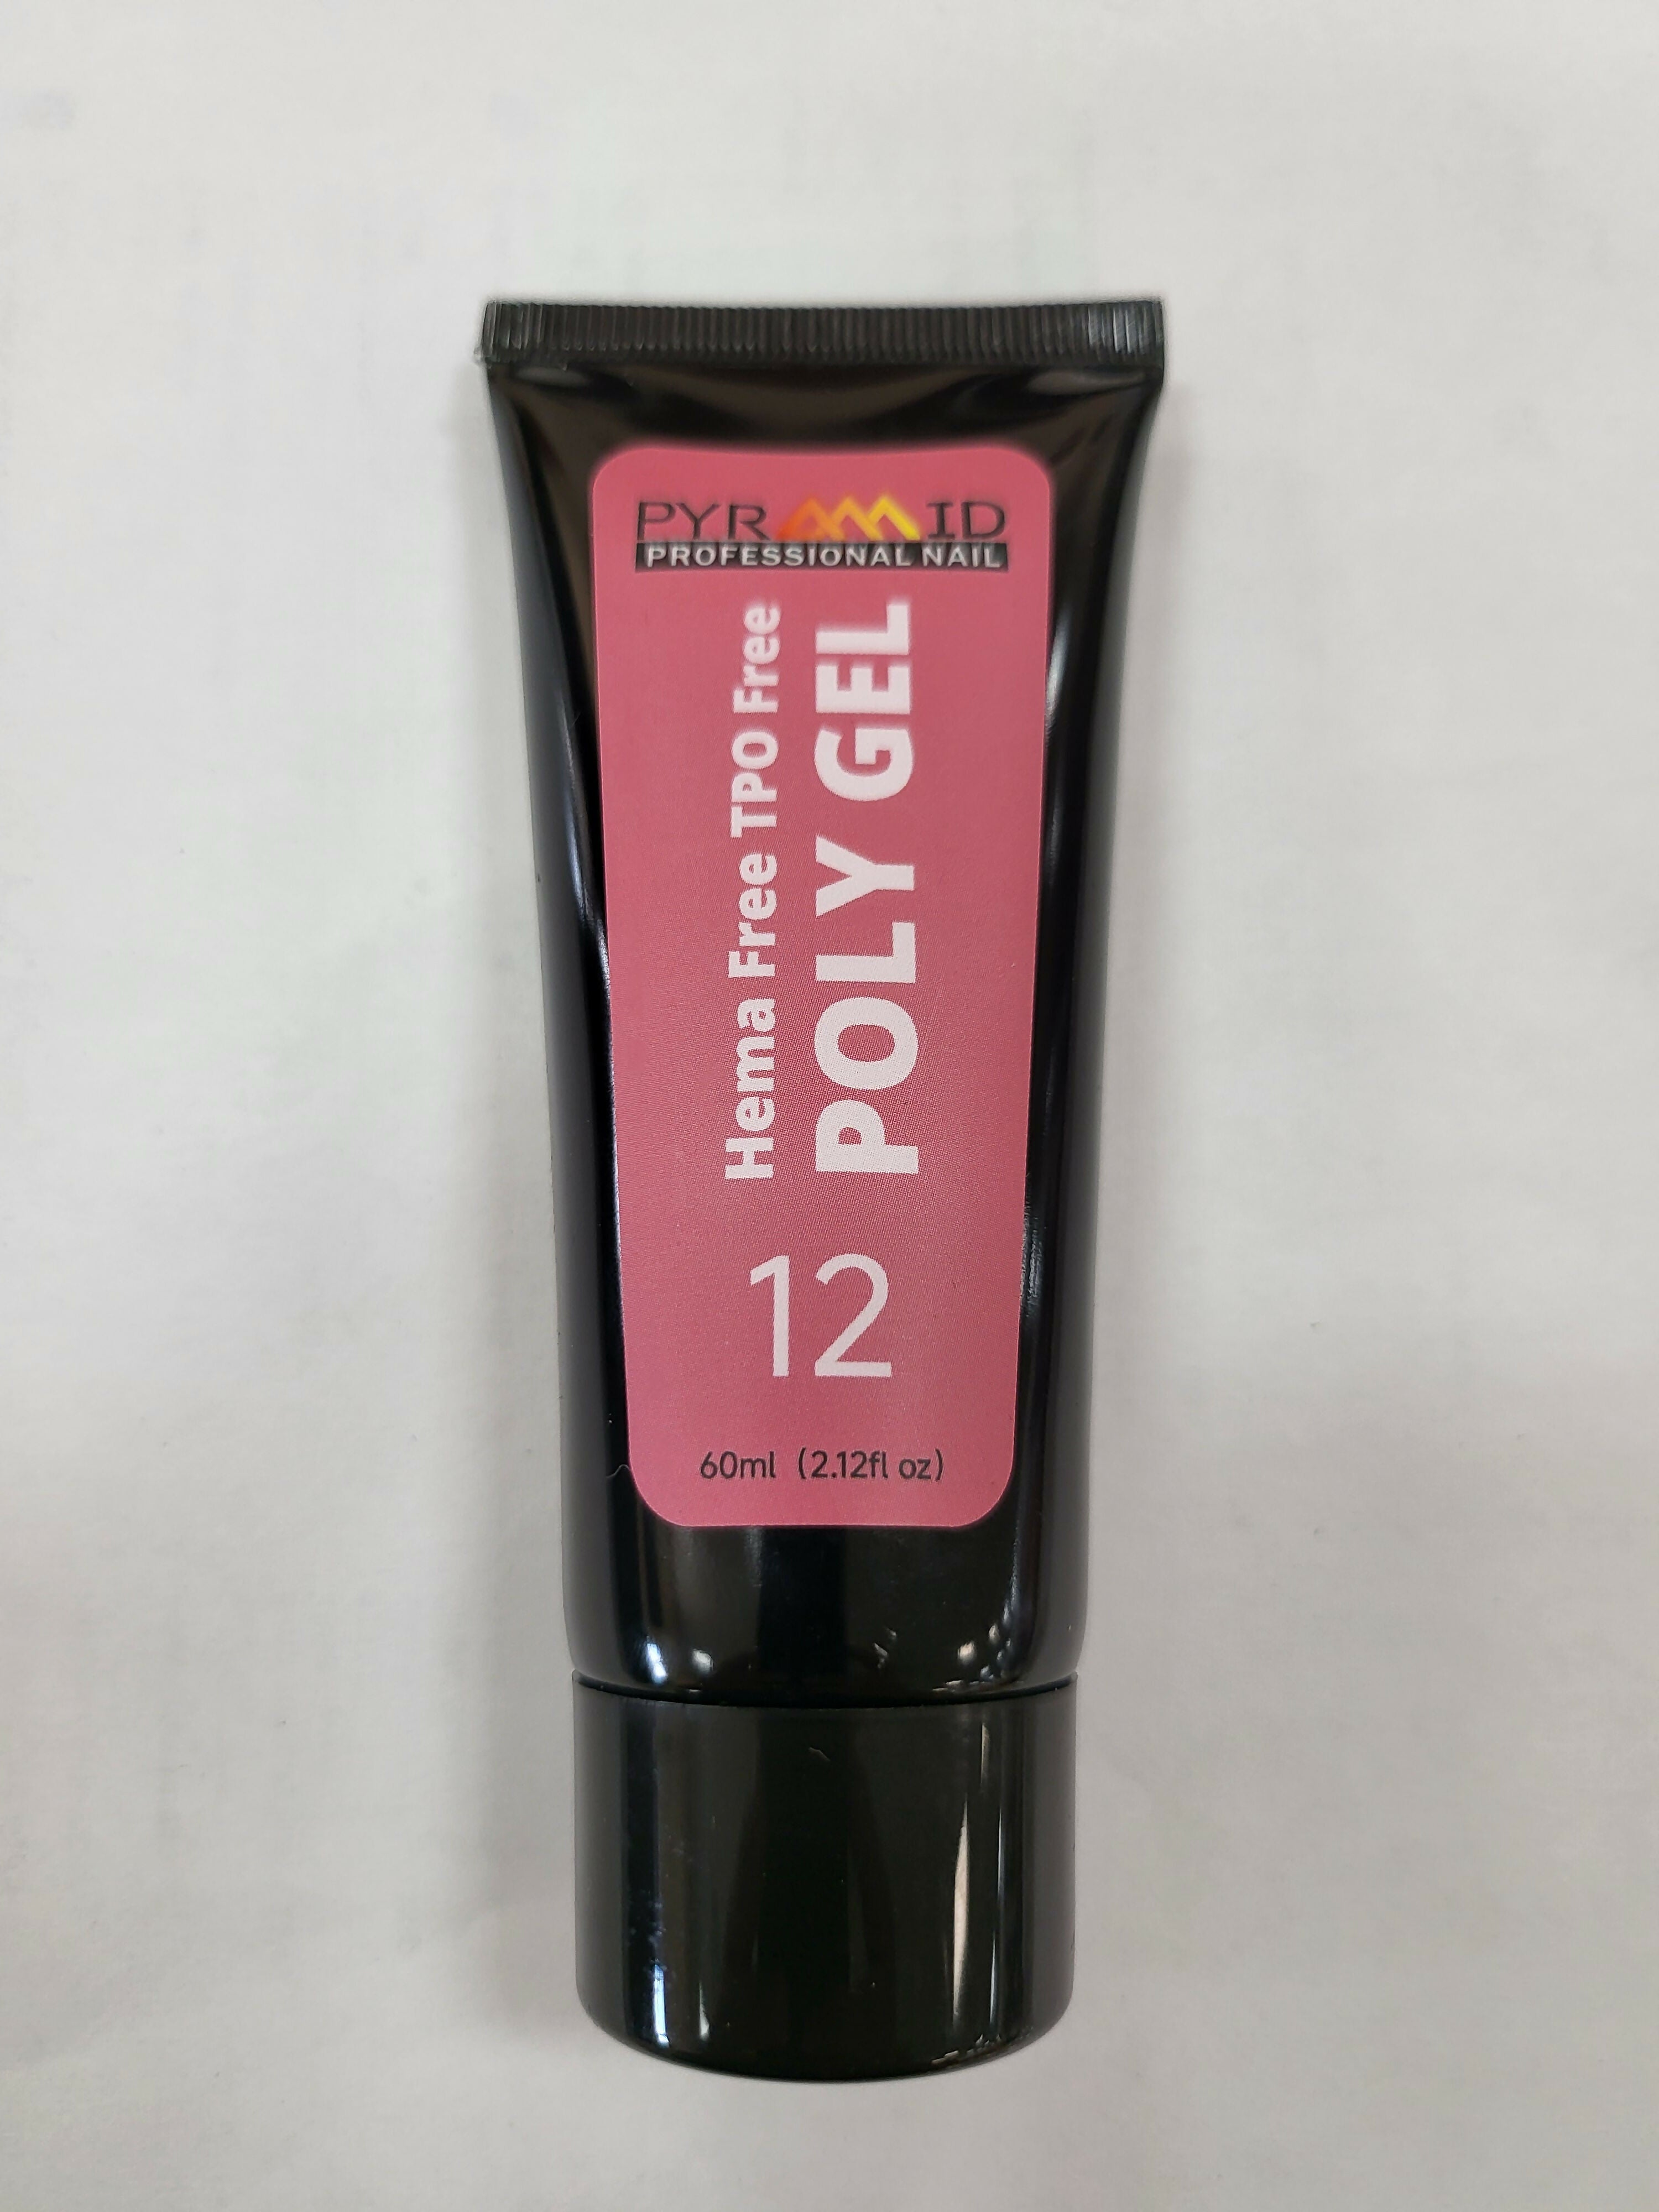 PYRAMID
PROFESSIONAL NAIL
Hema Free TPO Free
POLY GEL
12
60ml (2.12fl oz)